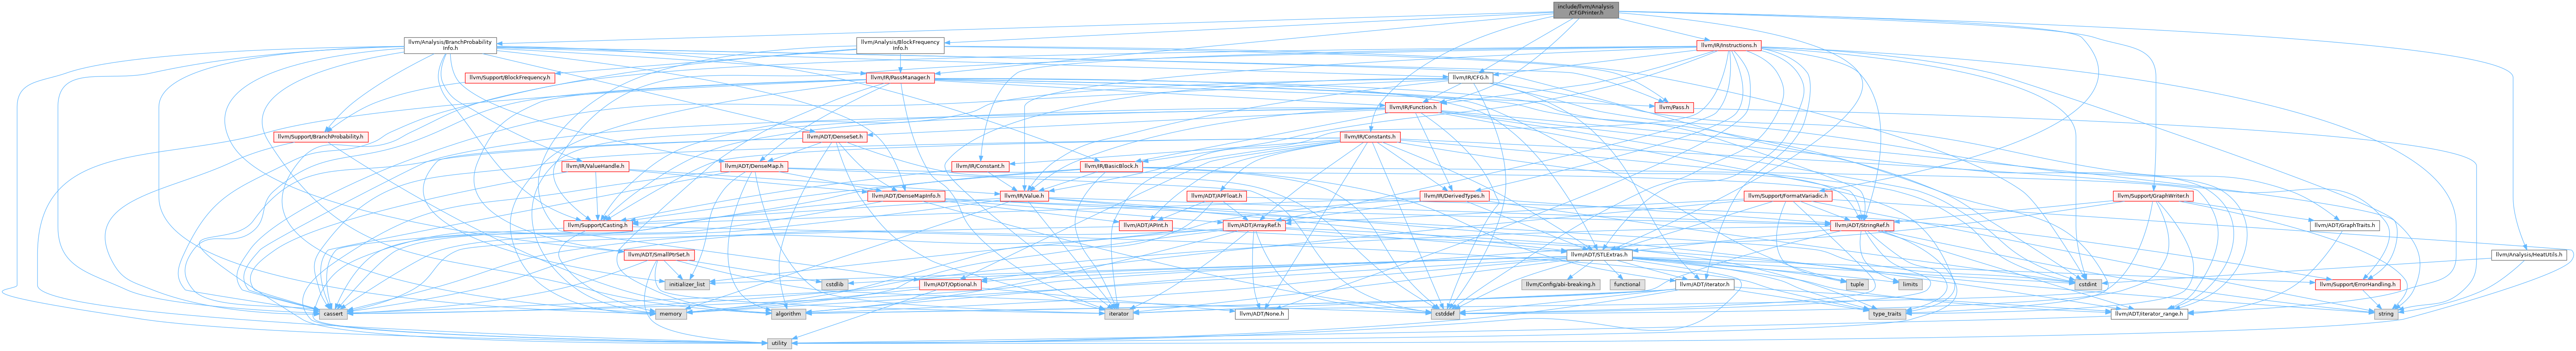 include/llvm/Analysis
/CFGPrinter.h
llvm/Analysis/BranchProbability
Info.h
llvm/Analysis/BlockFrequency
Info.h
llvm/IR/Instructions.h
llvm/Support/BlockFrequency.h
llvm/IR/PassManager.h
llvm/IR/CFG.h
llvm/IR/Function.h
llvm/Pass.h
llvm/Support/BranchProbability.h
llvm/ADT/DenseSet.h
llvm/IR/Constants.h
llvm/IR/ValueHandle.h
llvm/ADT/DenseMap.h
llvm/IR/Constant.h
llvm/IR/BasicBlock.h
llvm/ADT/DenseMapInfo.h
llvm/IR/Value.h
llvm/ADT/APFloat.h
llvm/IR/DerivedTypes.h
llvm/Support/FormatVariadic.h
llvm/Support/GraphWriter.h
llvm/Support/Casting.h
llvm/ADT/APInt.h
llvm/ADT/ArrayRef.h
llvm/ADT/StringRef.h
llvm/ADT/GraphTraits.h
llvm/ADT/SmallPtrSet.h
llvm/ADT/STLExtras.h
llvm/Analysis/HeatUtils.h
initializer_list
cstdlib
llvm/ADT/Optional.h
llvm/Config/abi-breaking.h
functional
llvm/ADT/iterator.h
tuple
limits
cstdint
llvm/Support/ErrorHandling.h
cassert
memory
algorithm
iterator
llvm/ADT/None.h
cstddef
type_traits
llvm/ADT/iterator_range.h
string
utility